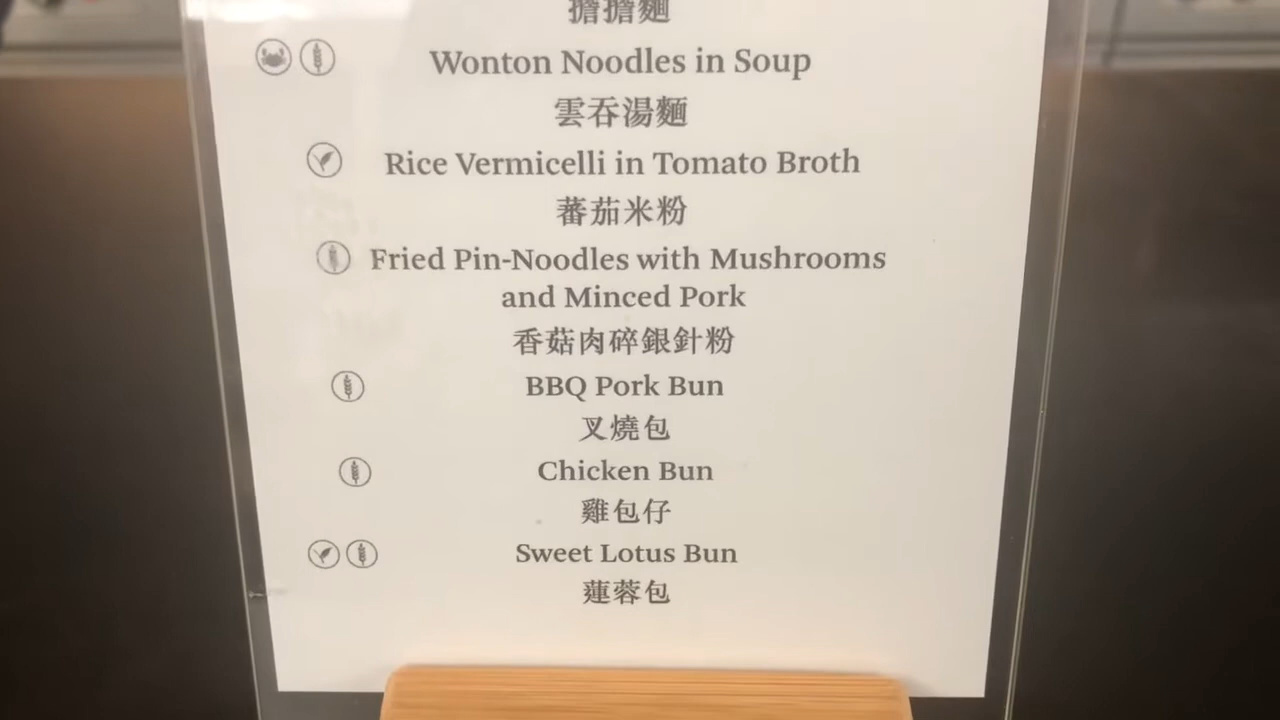 擔擔麵
Wonton Noodles in Soup
雲吞湯麵
Rice Vermicelli in Tomato Broth
蕃茄米粉
Fried Pin-Noodles with Mushrooms
and Minced Pork
香菇肉碎銀針粉
BBQ Pork Bun
叉燒包
Chicken Bun
雞包仔
Sweet Lotus Bun
蓮蓉包